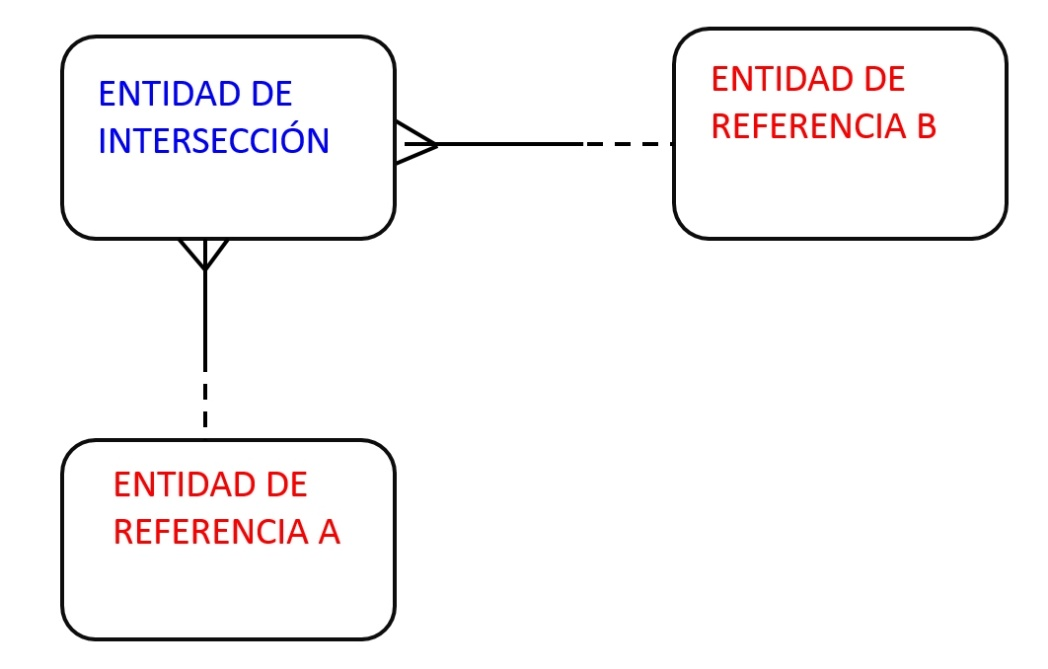 ENTIDAD DE
INTERSECCIÓN
ENTIDAD DE
REFERENCIA B
ENTIDAD DE
REFERENCIA A